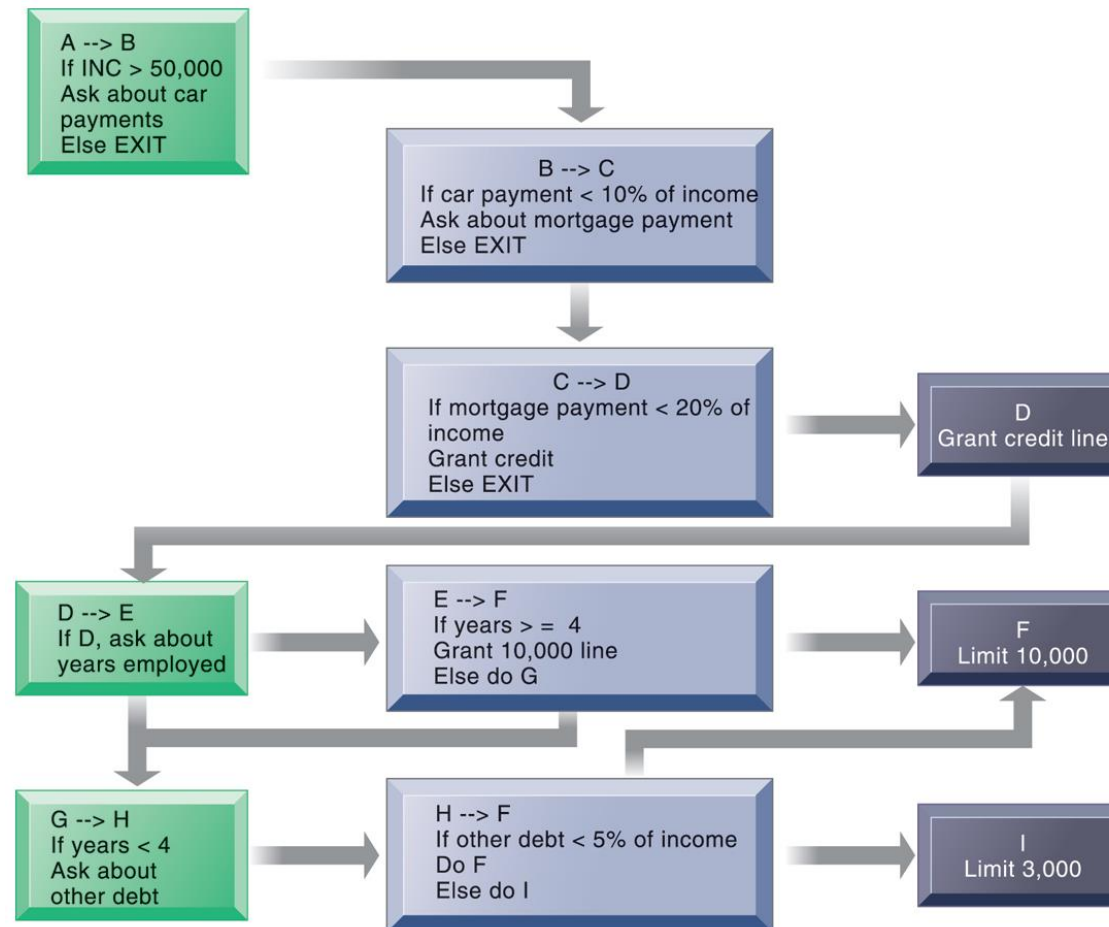 A --> B
If INC > 50,000
Ask about car
payments
Else EXIT
B --> C
If car payment < 10% of income
Ask about mortgage payment
Else EXIT
C --> D
If mortgage payment < 20% of
income
Grant credit
Else EXIT
D
Grant credit line
D --> E
If D, ask about
years employed
E --> F
If years > = 4
Grant 10,000 line
Else do G
F
Limit 10,000
G --> H
If years < 4
Ask about
other debt
H --> F
If other debt < 5% of income
Do F
Else do I
I
Limit 3,000